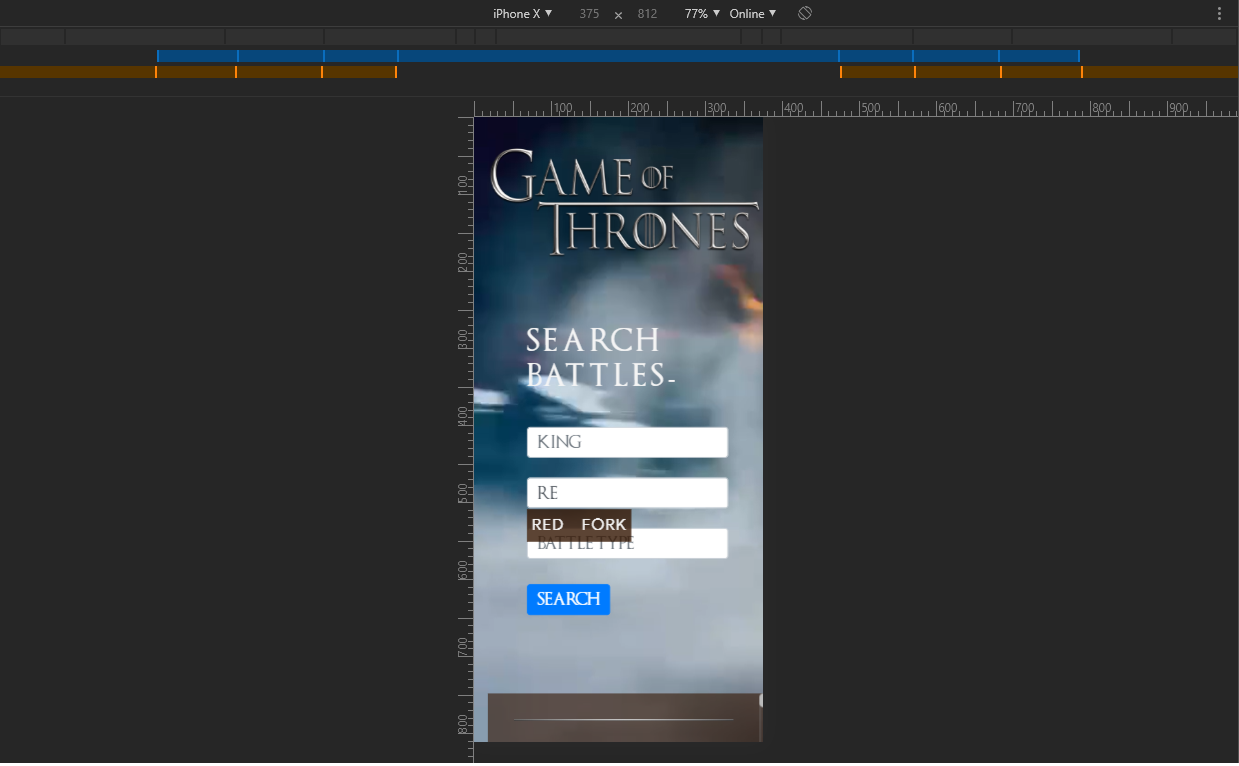 iPhone X ▼ 375 × 812 77% ▼ Online ▼
100 200 300 400 500 600 700 800 900
100
200
300
400
500
600
700
800
GAME OF
THRONES
SEARCH
BATTLES-
KING
RE
RED FORK
BATTLE TYPE
SEARCH